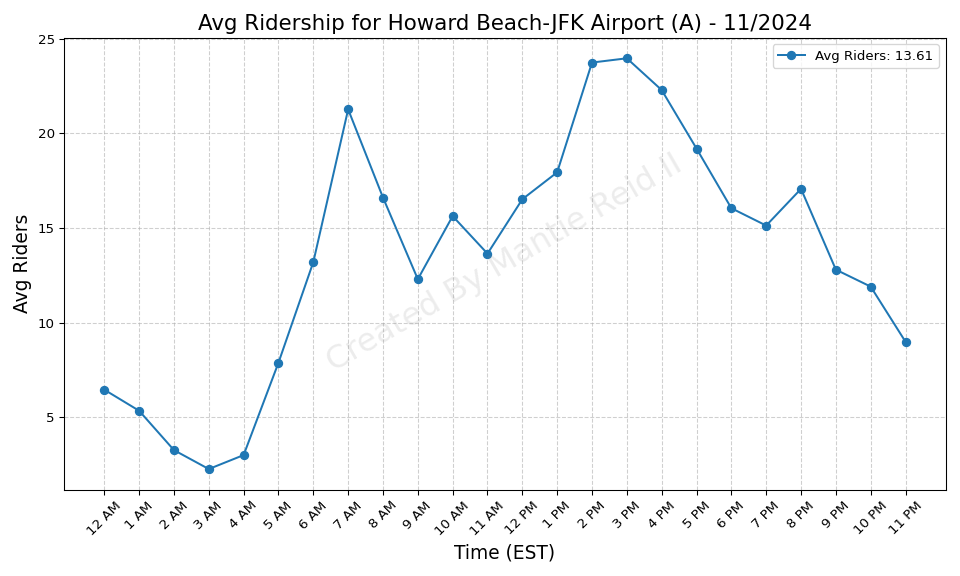 Avg Ridership for Howard Beach-JFK Airport (A) - 11/2024
Avg Riders: 13.61
25
20
15
10
5
Avg Riders
Created By Mantle Reid II
12 AM
1 AM
2 AM
3 AM
4 AM
5 AM
6 AM
7 AM
8 AM
9 AM
10 AM
11 AM
12 PM
1 PM
2 PM
3 PM
4 PM
5 PM
6 PM
7 PM
8 PM
9 PM
10 PM
11 PM
Time (EST)